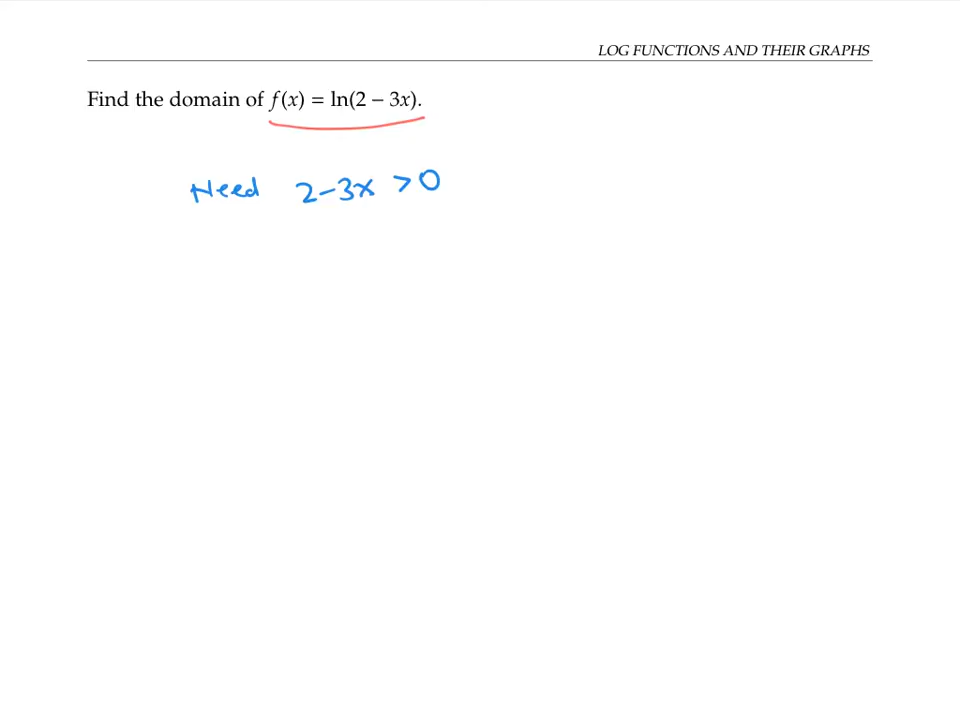 LOG FUNCTIONS AND THEIR GRAPHS
Find the domain of f(x) = ln(2 − 3x).
Need 2-3x >0